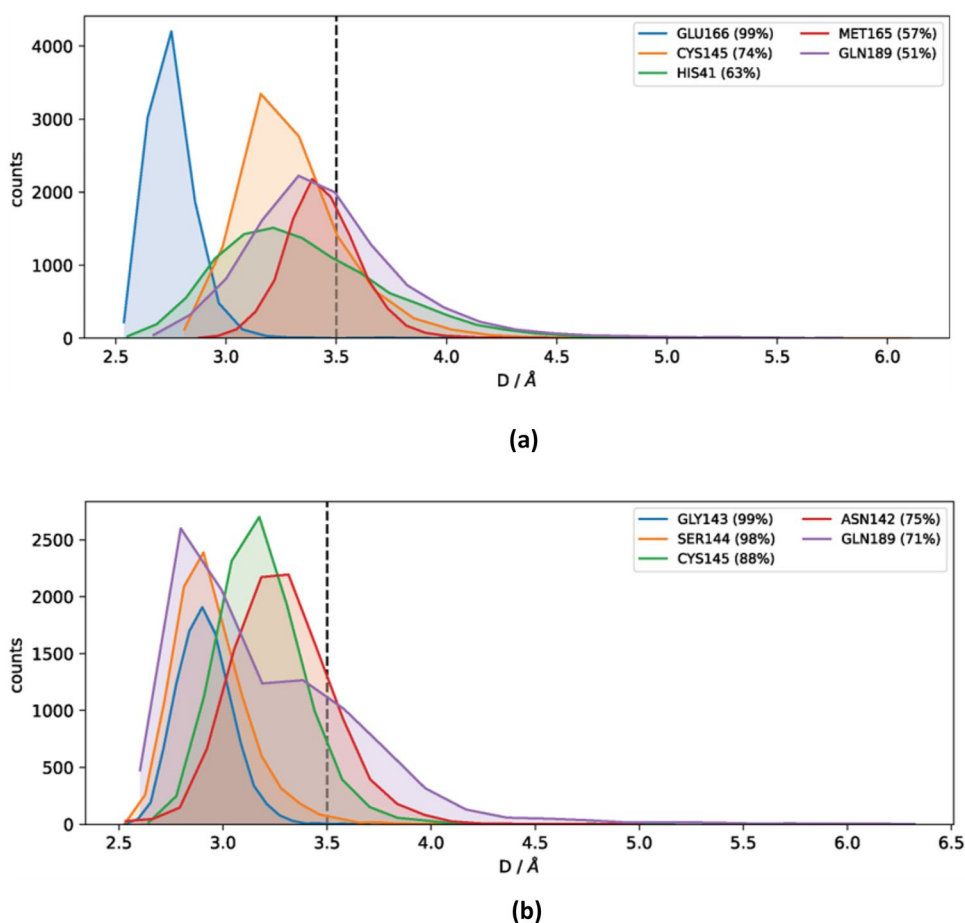 GLU166 (99%)
CYS145 (74%)
HIS41 (63%)
MET165 (57%)
GLN189 (51%)
counts
4000
3000
2000
1000
0
2.5 3.0 3.5 4.0 4.5 5.0 5.5 6.0
D / Å
(a)
GLY143 (99%)
SER144 (98%)
CYS145 (88%)
ASN142 (75%)
GLN189 (71%)
counts
2500
2000
1500
1000
500
0
2.5 3.0 3.5 4.0 4.5 5.0 5.5 6.0 6.5
D / Å
(b)